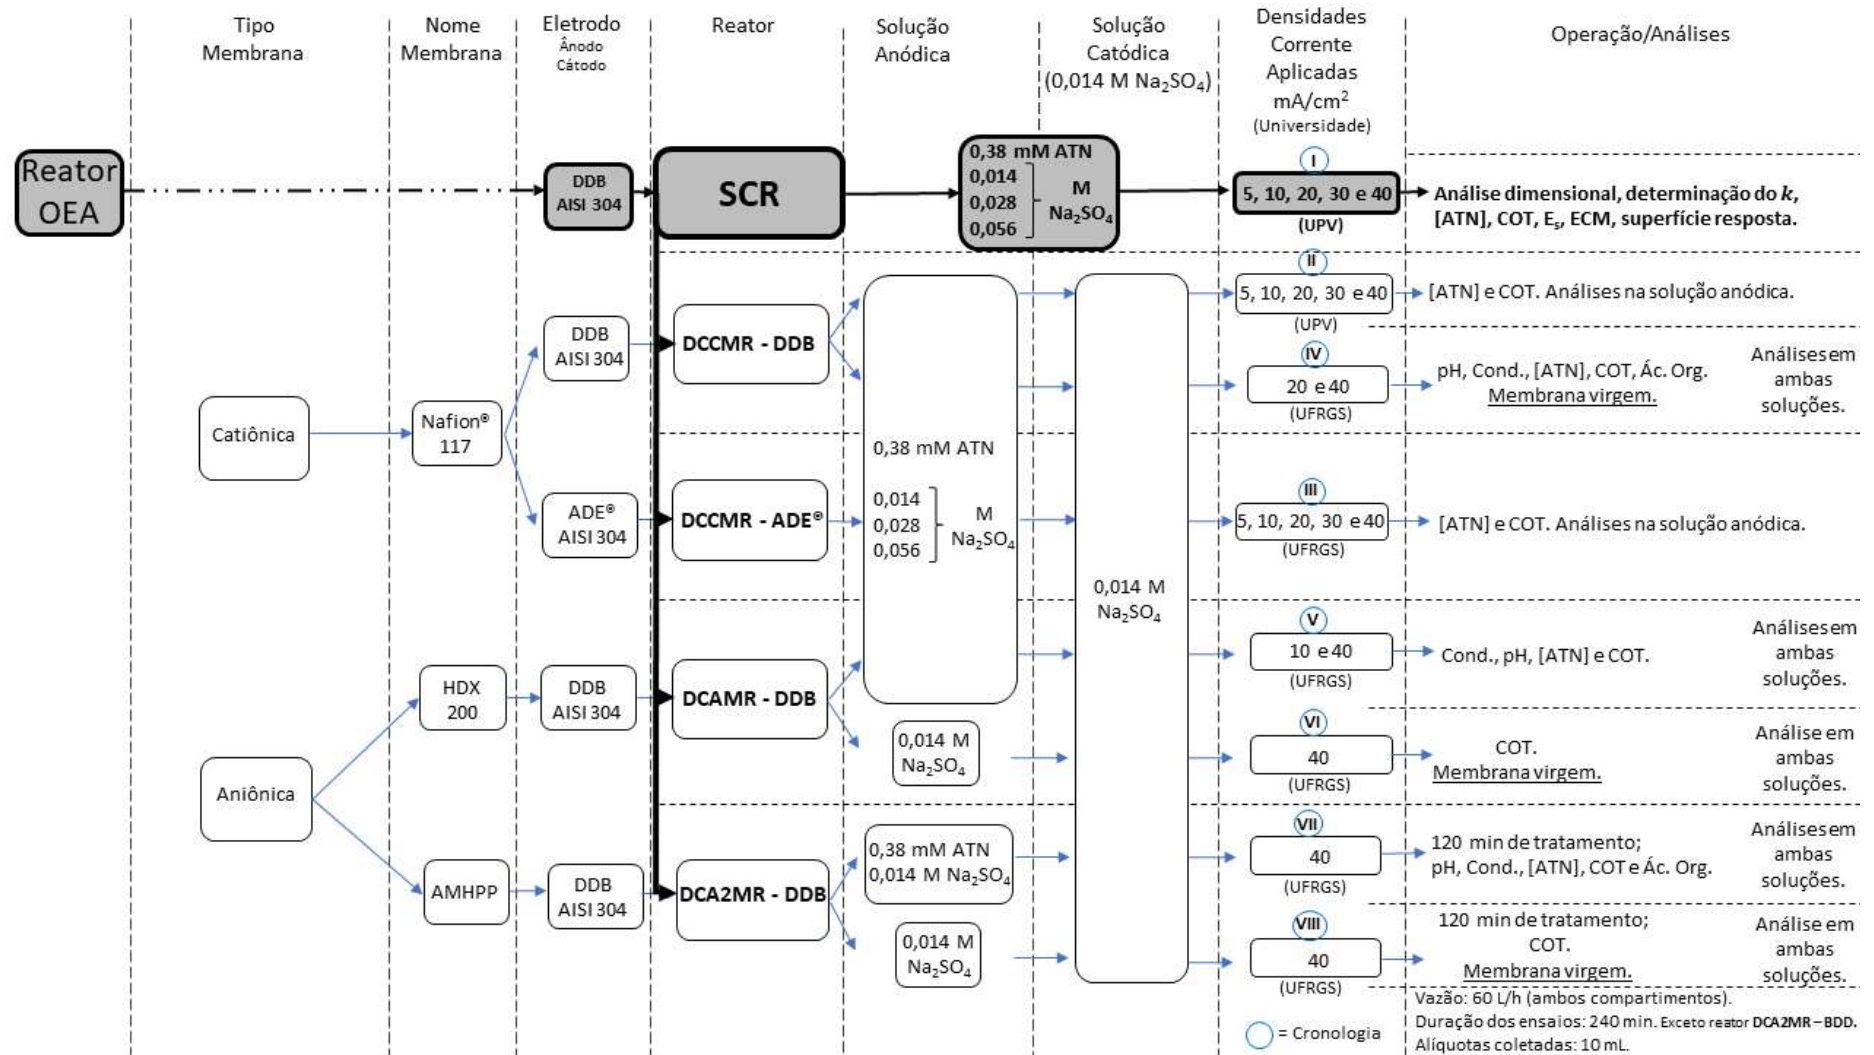 Tipo
Membrana
Nome
Membrana
Eletrodo
Ânodo
Cátodo
Reator
Solução
Anódica
Solução
Catódica
(0,014 M Na₂SO₄)
Densidades
Corrente
Aplicadas
mA/cm²
(Universidade)
Operação/Análises
Reator
OEA
DDB
AISI 304
SCR
0,38 mM ATN
0,014
0,028
0,056
M
Na₂SO₄
I
5, 10, 20, 30 e 40
(UPV)
Análise dimensional, determinação do k,
[ATN], COT, Eₛ, ECM, superfície resposta.
Catiônica
Nafion®
117
DDB
AISI 304
DCCMR - DDB
II
5, 10, 20, 30 e 40
(UPV)
[ATN] e COT. Análises na solução anódica.
IV
20 e 40
(UFRGS)
pH, Cond., [ATN], COT, Ác. Org.
Membrana virgem.
Análises em
ambas
soluções.
ADE®
AISI 304
DCCMR - ADE®
0,38 mM ATN
0,014
0,028
0,056
M
Na₂SO₄
0,014 M
Na₂SO₄
III
5, 10, 20, 30 e 40
(UFRGS)
[ATN] e COT. Análises na solução anódica.
Aniônica
HDX
200
DDB
AISI 304
DCAMR - DDB
V
10 e 40
(UFRGS)
Cond., pH, [ATN] e COT.
Análises em
ambas
soluções.
0,014 M
Na₂SO₄
VI
40
(UFRGS)
COT.
Membrana virgem.
Análise em
ambas
soluções.
AMHPP
DDB
AISI 304
DCA2MR - DDB
0,38 mM ATN
0,014 M Na₂SO₄
VII
40
(UFRGS)
120 min de tratamento;
pH, Cond., [ATN], COT e Ác. Org.
Análises em
ambas
soluções.
0,014 M
Na₂SO₄
VIII
40
(UFRGS)
120 min de tratamento;
COT.
Membrana virgem.
Análise em
ambas
soluções.
= Cronologia
Vazão: 60 L/h (ambos compartimentos).
Duração dos ensaios: 240 min. Exceto reator DCA2MR – BDD.
Alíquotas coletadas: 10 mL.